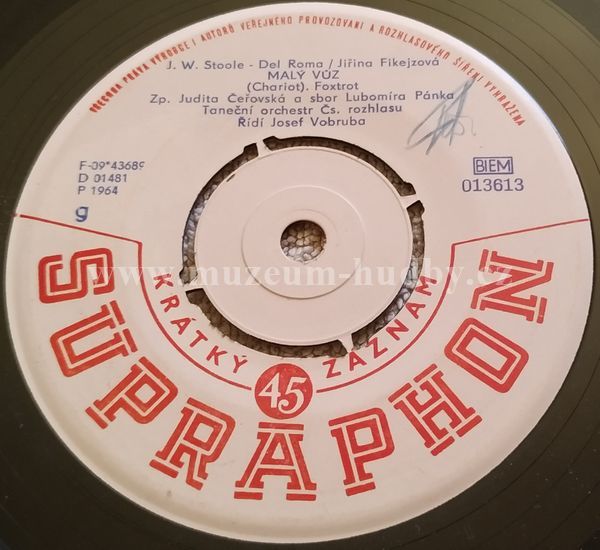 VŠECHNA PRÁVA VÝROBCE I AUTORŮ VEŘEJNÉHO PROVOZOVÁNÍ A ROZHLASOVÉHO ŠÍŘENÍ VYHRAZENA
J. W. Stoole - Del Roma / Jiřina Fikejzová
MALÝ VŮZ
(Chariot). Foxtrot
Zp. Judita Čeřovská a sbor Lubomíra Pánka
Taneční orchestr Čs. rozhlasu
Řídí Josef Vobruba
F-09*43689
D 01481
P 1964
g
BIEM
013613
www.muzeum-hudby.cz
KRÁTKÝ 45 ZÁZNAM
SUPRAPHON